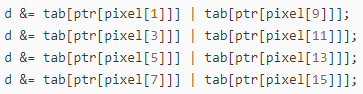 d &= tab[ptr[pixel[1]]] | tab[ptr[pixel[9]]];
d &= tab[ptr[pixel[3]]] | tab[ptr[pixel[11]]];
d &= tab[ptr[pixel[5]]] | tab[ptr[pixel[13]]];
d &= tab[ptr[pixel[7]]] | tab[ptr[pixel[15]]];